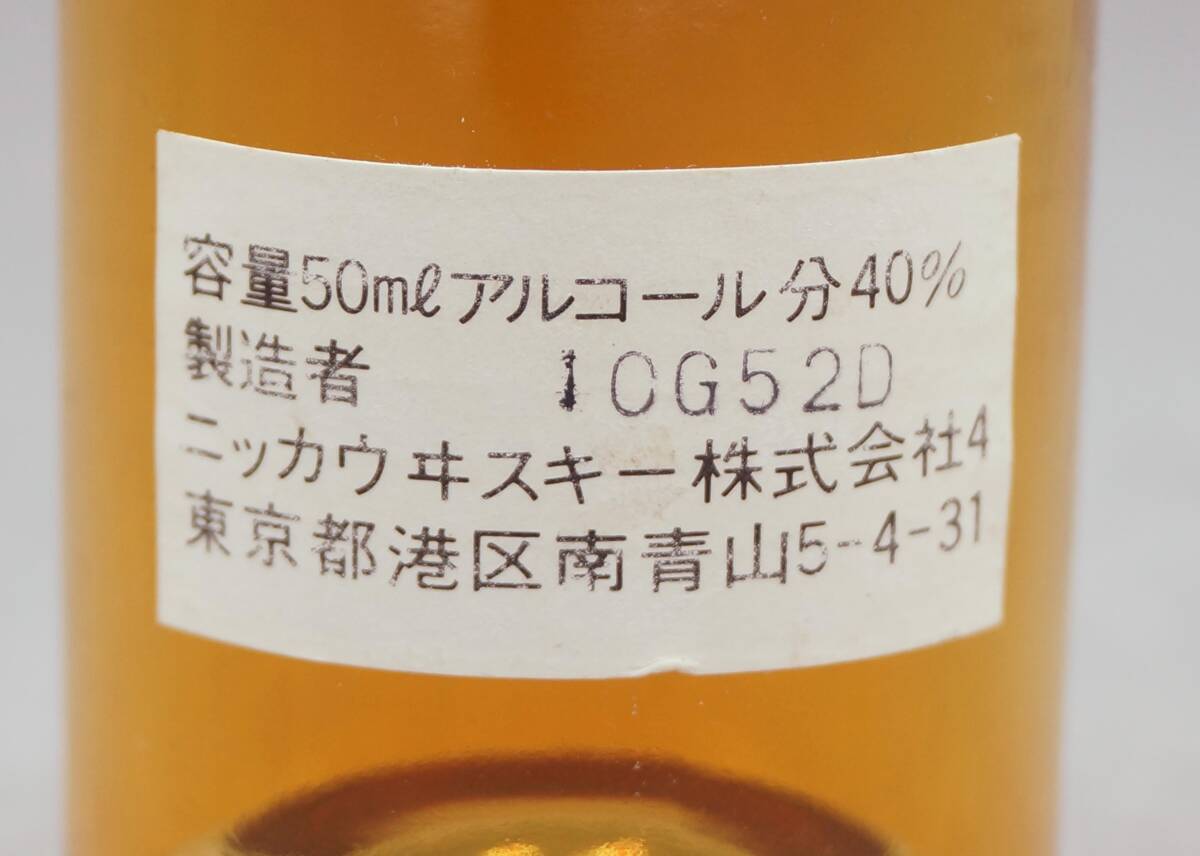 容量50mlアルコール分40%
製造者 10G52D
ニッカウヰスキー株式会社4
東京都港区南青山5-4-31